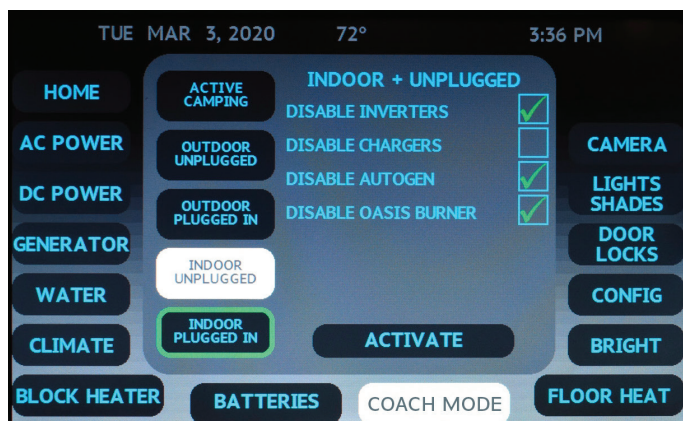 TUE MAR 3, 2020 72° 3:36 PM
HOME
AC POWER
DC POWER
GENERATOR
WATER
CLIMATE
BLOCK HEATER
ACTIVE
CAMPING
OUTDOOR
UNPLUGGED
OUTDOOR
PLUGGED IN
INDOOR
UNPLUGGED
INDOOR
PLUGGED IN
INDOOR + UNPLUGGED
DISABLE INVERTERS
DISABLE CHARGERS
DISABLE AUTOGEN
DISABLE OASIS BURNER
ACTIVATE
CAMERA
LIGHTS
SHADES
DOOR
LOCKS
CONFIG
BRIGHT
FLOOR HEAT
BATTERIES
COACH MODE